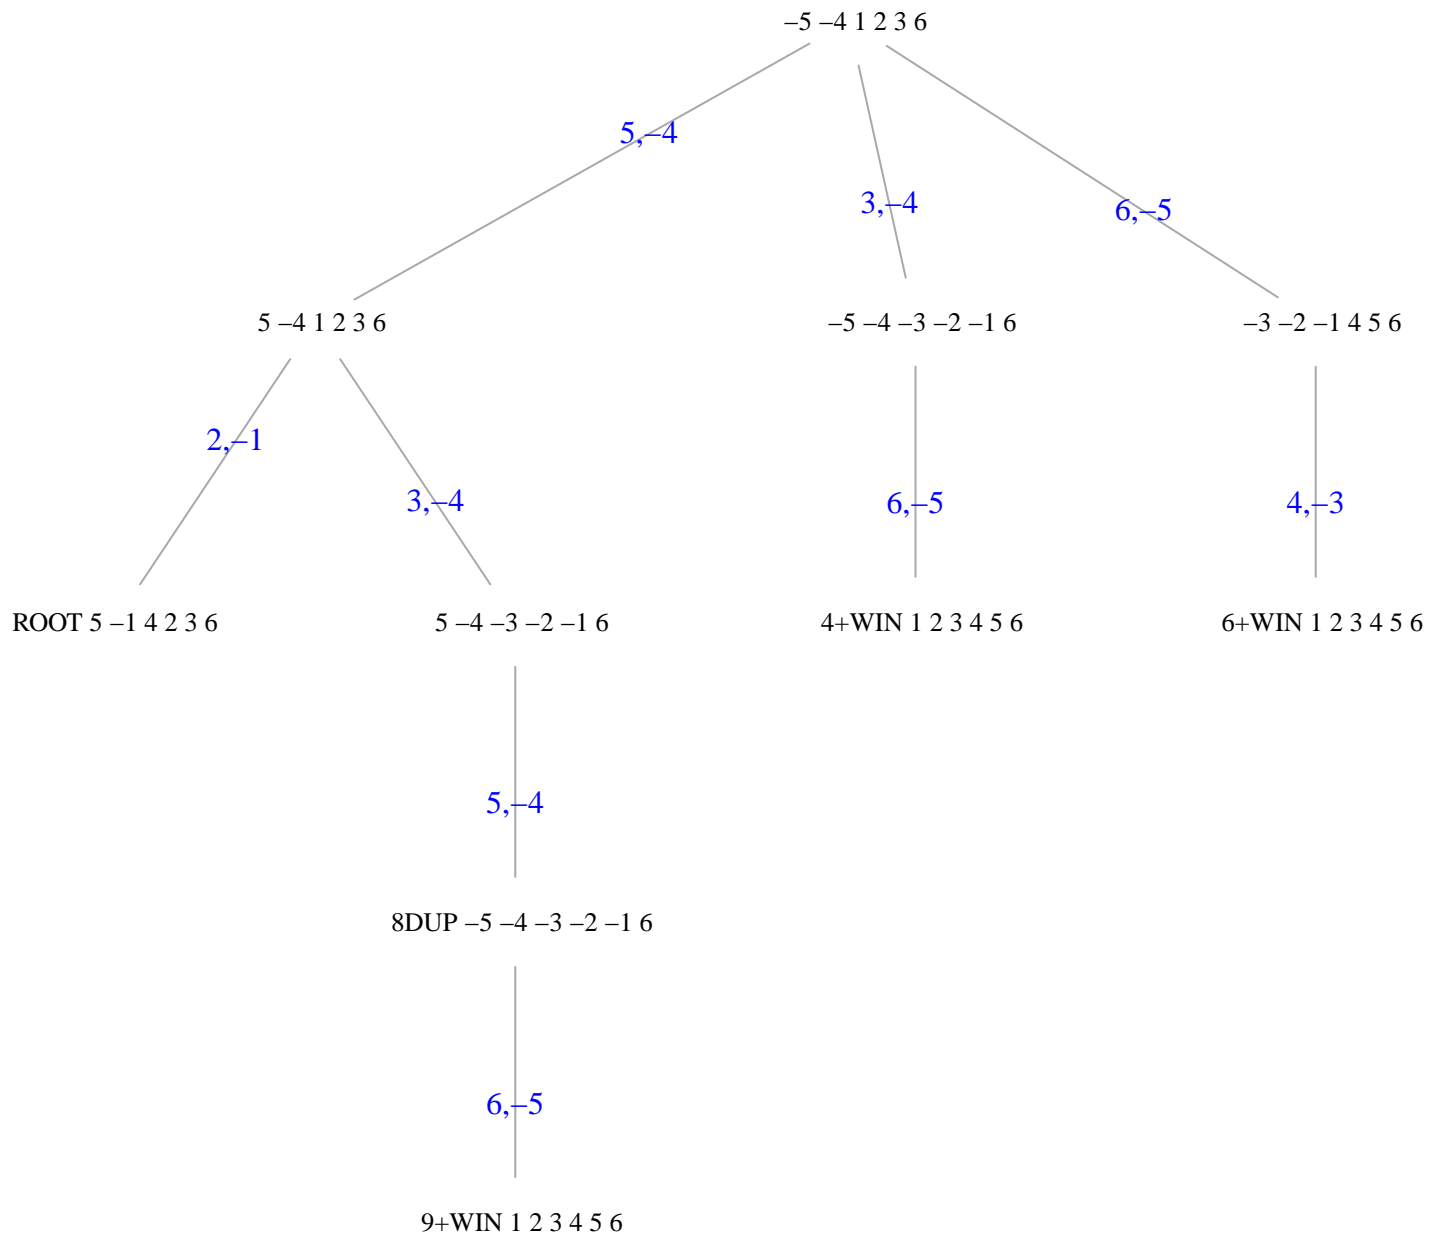 –5 –4 1 2 3 6
5,–4
3,–4
6,–5
5 –4 1 2 3 6
–5 –4 –3 –2 –1 6
–3 –2 –1 4 5 6
2,–1
3,–4
6,–5
4,–3
ROOT 5 –1 4 2 3 6
5 –4 –3 –2 –1 6
4+WIN 1 2 3 4 5 6
6+WIN 1 2 3 4 5 6
5,–4
8DUP –5 –4 –3 –2 –1 6
6,–5
9+WIN 1 2 3 4 5 6